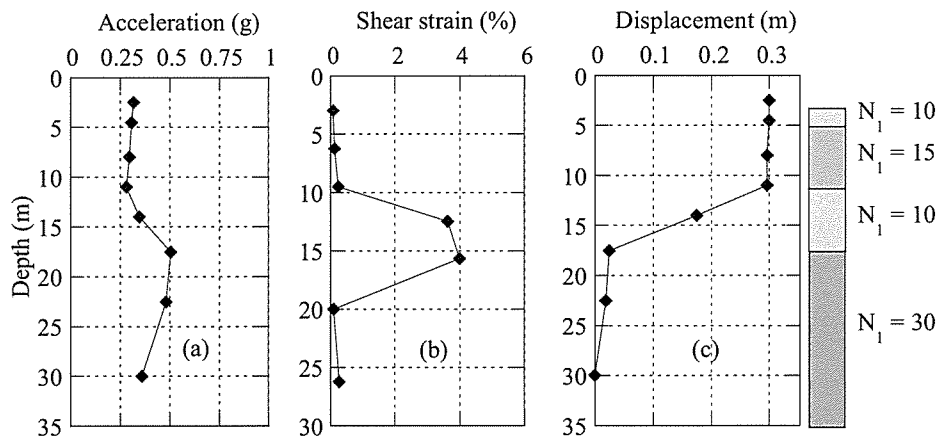 Acceleration (g)
0 0.25 0.5 0.75 1
Depth (m)
0
5
10
15
20
25
30
35
(a)
Shear strain (%)
0 2 4 6
0
5
10
15
20
25
30
(b)
Displacement (m)
0 0.1 0.2 0.3
0
5
10
15
20
25
30
35
(c)
N₁ = 10
N₁ = 15
N₁ = 10
N₁ = 30